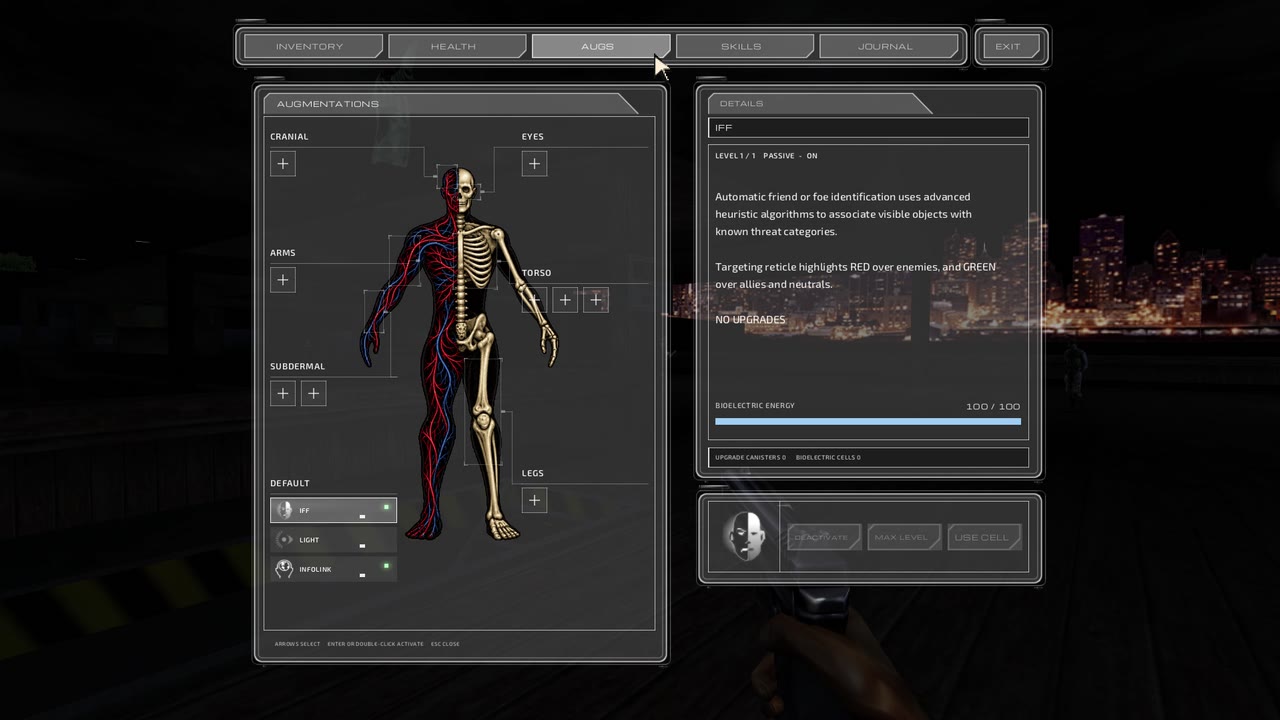 INVENTORY
HEALTH
AUGS
SKILLS
JOURNAL
EXIT
AUGMENTATIONS
CRANIAL
EYES
ARMS
TORSO
SUBDERMAL
LEGS
DEFAULT
IFF
LIGHT
INFOLINK
ARROWS SELECT ENTER OR DOUBLE-CLICK ACTIVATE ESC CLOSE
DETAILS
IFF
LEVEL 1 / 1 PASSIVE - ON
Automatic friend or foe identification uses advanced
heuristic algorithms to associate visible objects with
known threat categories.
Targeting reticle highlights RED over enemies, and GREEN
over allies and neutrals.
NO UPGRADES
BIOELECTRIC ENERGY
100 / 100
UPGRADE CANISTERS 0 BIOELECTRIC CELLS 0
DEACTIVATE
MAX LEVEL
USE CELL